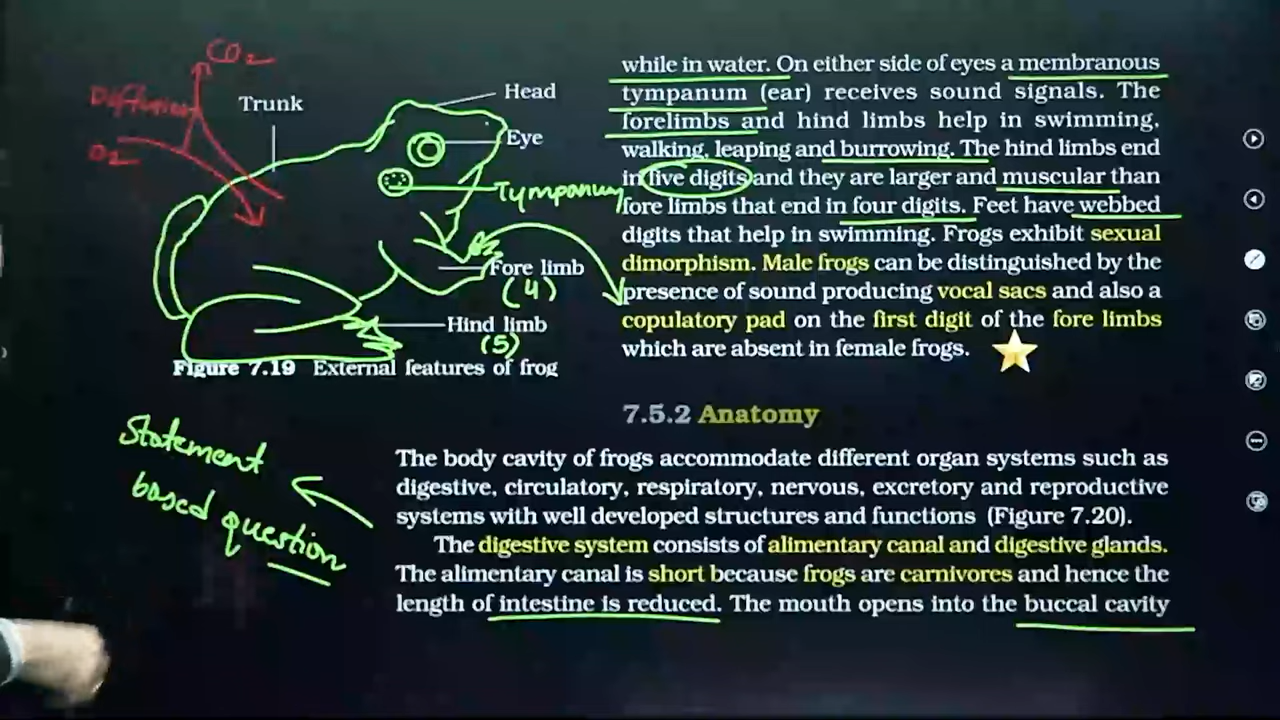 CO₂
Diffusion
Trunk
Head
O₂
Eye
Tympanum
Fore limb
(4)
Hind limb
(5)
Figure 7.19 External features of frog
while in water. On either side of eyes a membranous
tympanum (ear) receives sound signals. The
forelimbs and hind limbs help in swimming,
walking, leaping and burrowing. The hind limbs end
in five digits and they are larger and muscular than
fore limbs that end in four digits. Feet have webbed
digits that help in swimming. Frogs exhibit sexual
dimorphism. Male frogs can be distinguished by the
presence of sound producing vocal sacs and also a
copulatory pad on the first digit of the fore limbs
which are absent in female frogs.
Statement
based question
7.5.2 Anatomy
The body cavity of frogs accommodate different organ systems such as
digestive, circulatory, respiratory, nervous, excretory and reproductive
systems with well developed structures and functions (Figure 7.20).
The digestive system consists of alimentary canal and digestive glands.
The alimentary canal is short because frogs are carnivores and hence the
length of intestine is reduced. The mouth opens into the buccal cavity